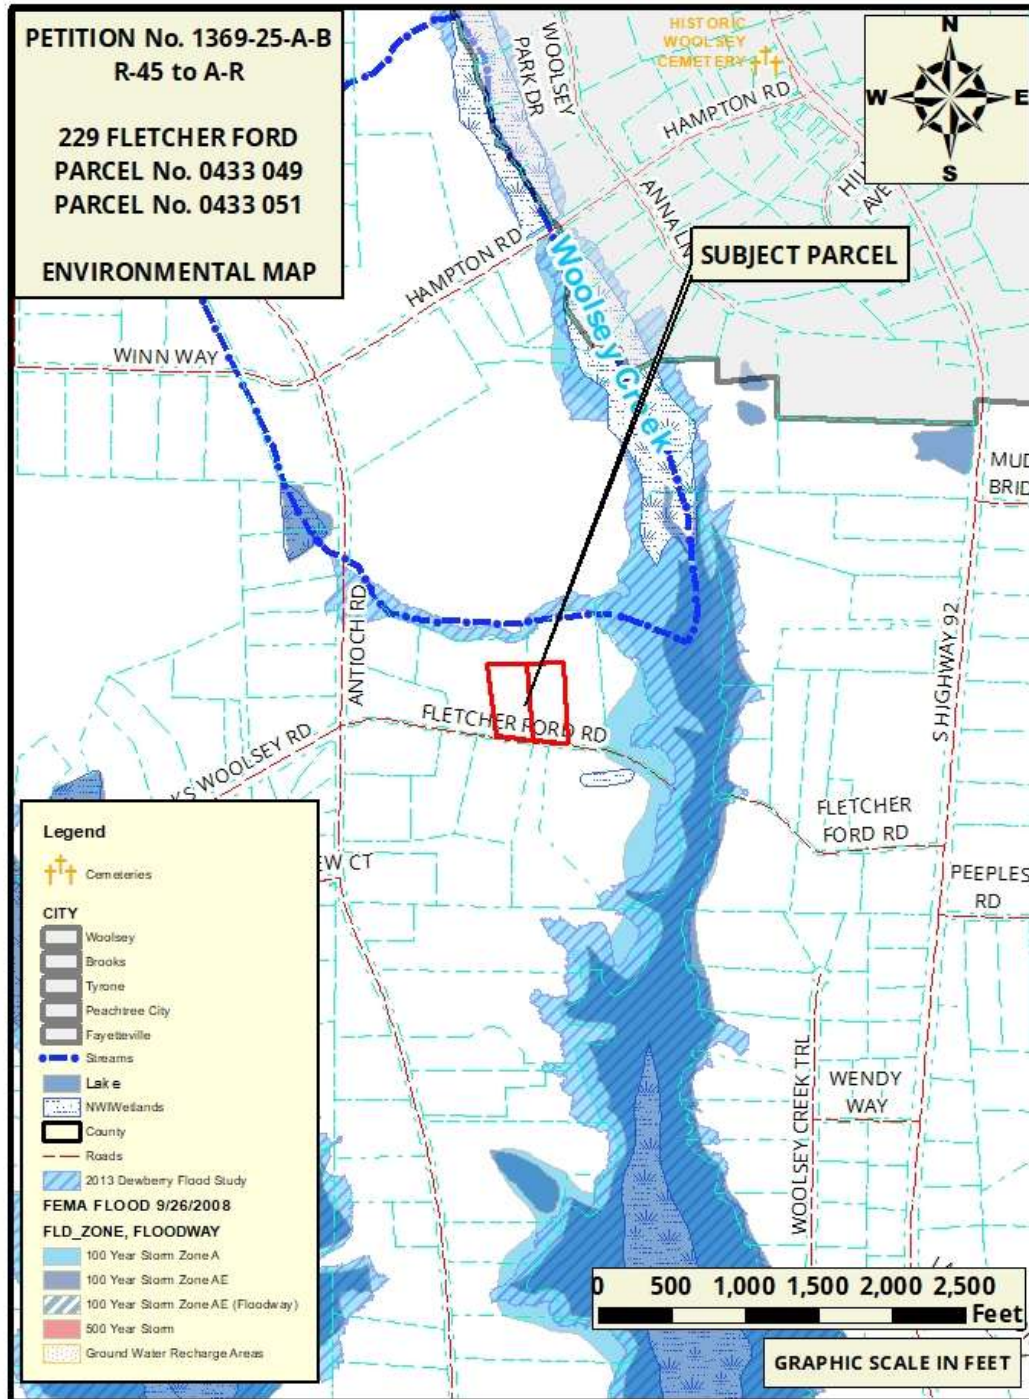 PETITION No. 1369-25-A-B
R-45 to A-R
229 FLETCHER FORD
PARCEL No. 0433 049
PARCEL No. 0433 051
ENVIRONMENTAL MAP
HISTORIC
WOOLSEY
CEMETERY
WOOLSEY
PARK DR
HAMPTON RD
N
W
E
S
ANNA LN
AVE
SUBJECT PARCEL
HAMPTON RD
Woolsey Creek
WINN WAY
ANTIOCH RD
S HIGHWAY 92
FLETCHER FORD RD
KS WOOLSEY RD
FLETCHER
FORD RD
EW CT
PEEPLES
RD
WOOLSEY CREEK TRL
WENDY
WAY
Legend
Cemeteries
CITY
Woolsey
Brooks
Tyrone
Peachtree City
Fayetteville
Streams
Lake
NWIWetlands
County
Roads
2013 Dewberry Flood Study
FEMA FLOOD 9/26/2008
FLD_ZONE, FLOODWAY
100 Year Storm Zone A
100 Year Storm Zone AE
100 Year Storm Zone AE (Floodway)
500 Year Storm
Ground Water Recharge Areas
0 500 1,000 1,500 2,000 2,500
Feet
GRAPHIC SCALE IN FEET